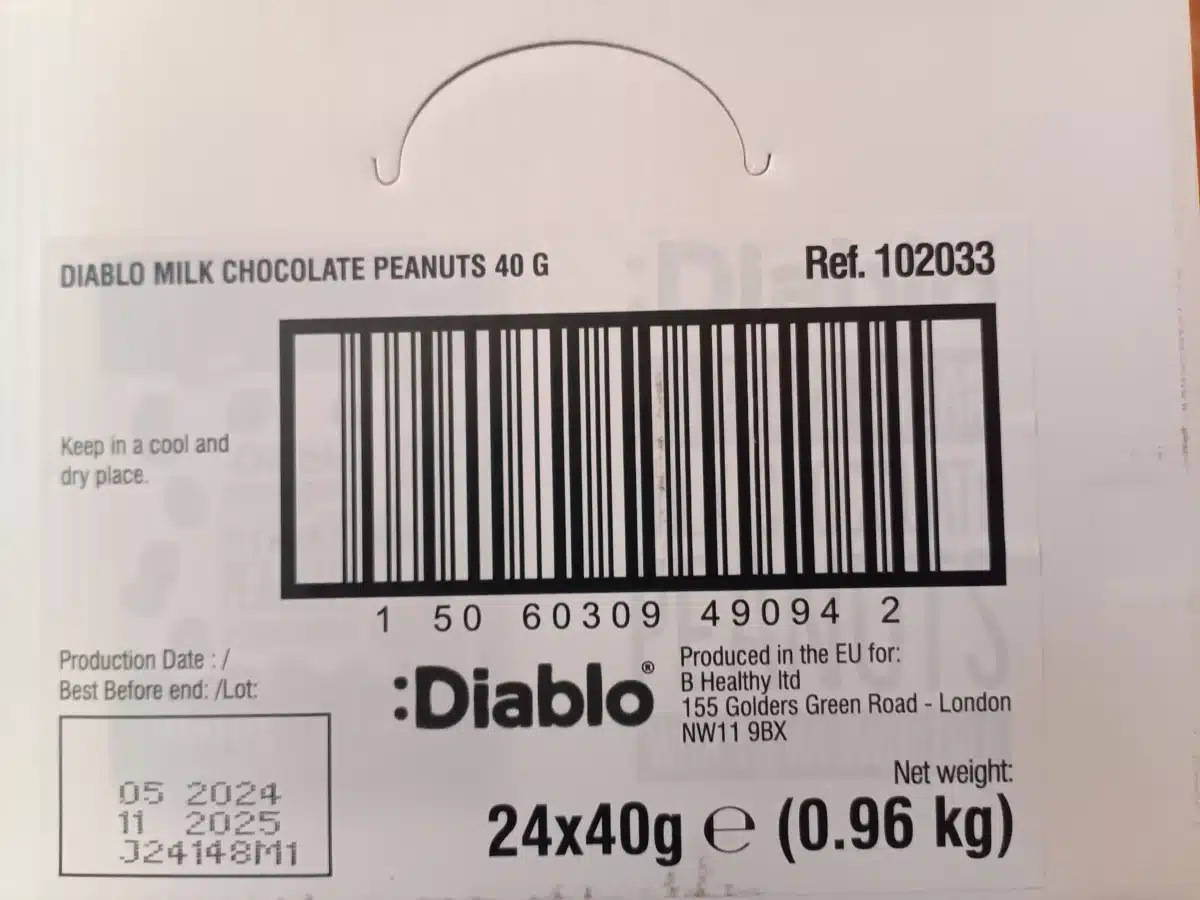 DIABLO MILK CHOCOLATE PEANUTS 40 G
Ref. 102033
Keep in a cool and
dry place.
1 50 60309 49094 2
Production Date : /
Best Before end: /Lot:
05 2024
11 2025
J24148M1
:Diablo®
Produced in the EU for:
B Healthy ltd
155 Golders Green Road - London
NW11 9BX
Net weight:
24x40g ℮ (0.96 kg)